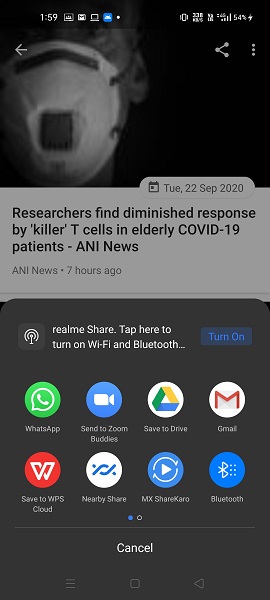 1:59
54%
Tue, 22 Sep 2020
Researchers find diminished response
by 'killer' T cells in elderly COVID-19
patients - ANI News
ANI News • 7 hours ago
realme Share. Tap here to
turn on Wi-Fi and Bluetooth...
Turn On
WhatsApp
Send to Zoom
Buddies
Save to Drive
Gmail
Save to WPS
Cloud
Nearby Share
MX ShareKaro
Bluetooth
Cancel